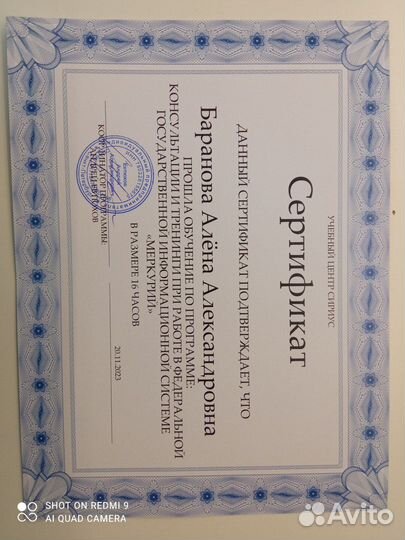 УЧЕБНЫЙ ЦЕНТР СИРИУС
Сертификат
ДАННЫЙ СЕРТИФИКАТ ПОДТВЕРЖДАЕТ, ЧТО
Баранова Алёна Александровна
ПРОШЛА ОБУЧЕНИЕ ПО ПРОГРАММЕ:
КОНСУЛЬТАЦИИ И ТРЕНИНГИ ПРИ РАБОТЕ В ФЕДЕРАЛЬНОЙ
ГОСУДАРСТВЕННОЙ ИНФОРМАЦИОННОЙ СИСТЕМЕ
«МЕРКУРИЙ»
В РАЗМЕРЕ 16 ЧАСОВ
20.11.2023
КООРДИНАТОР ПРОГРАММЫ:
SHOT ON REDMI 9
AI QUAD CAMERA
Avito